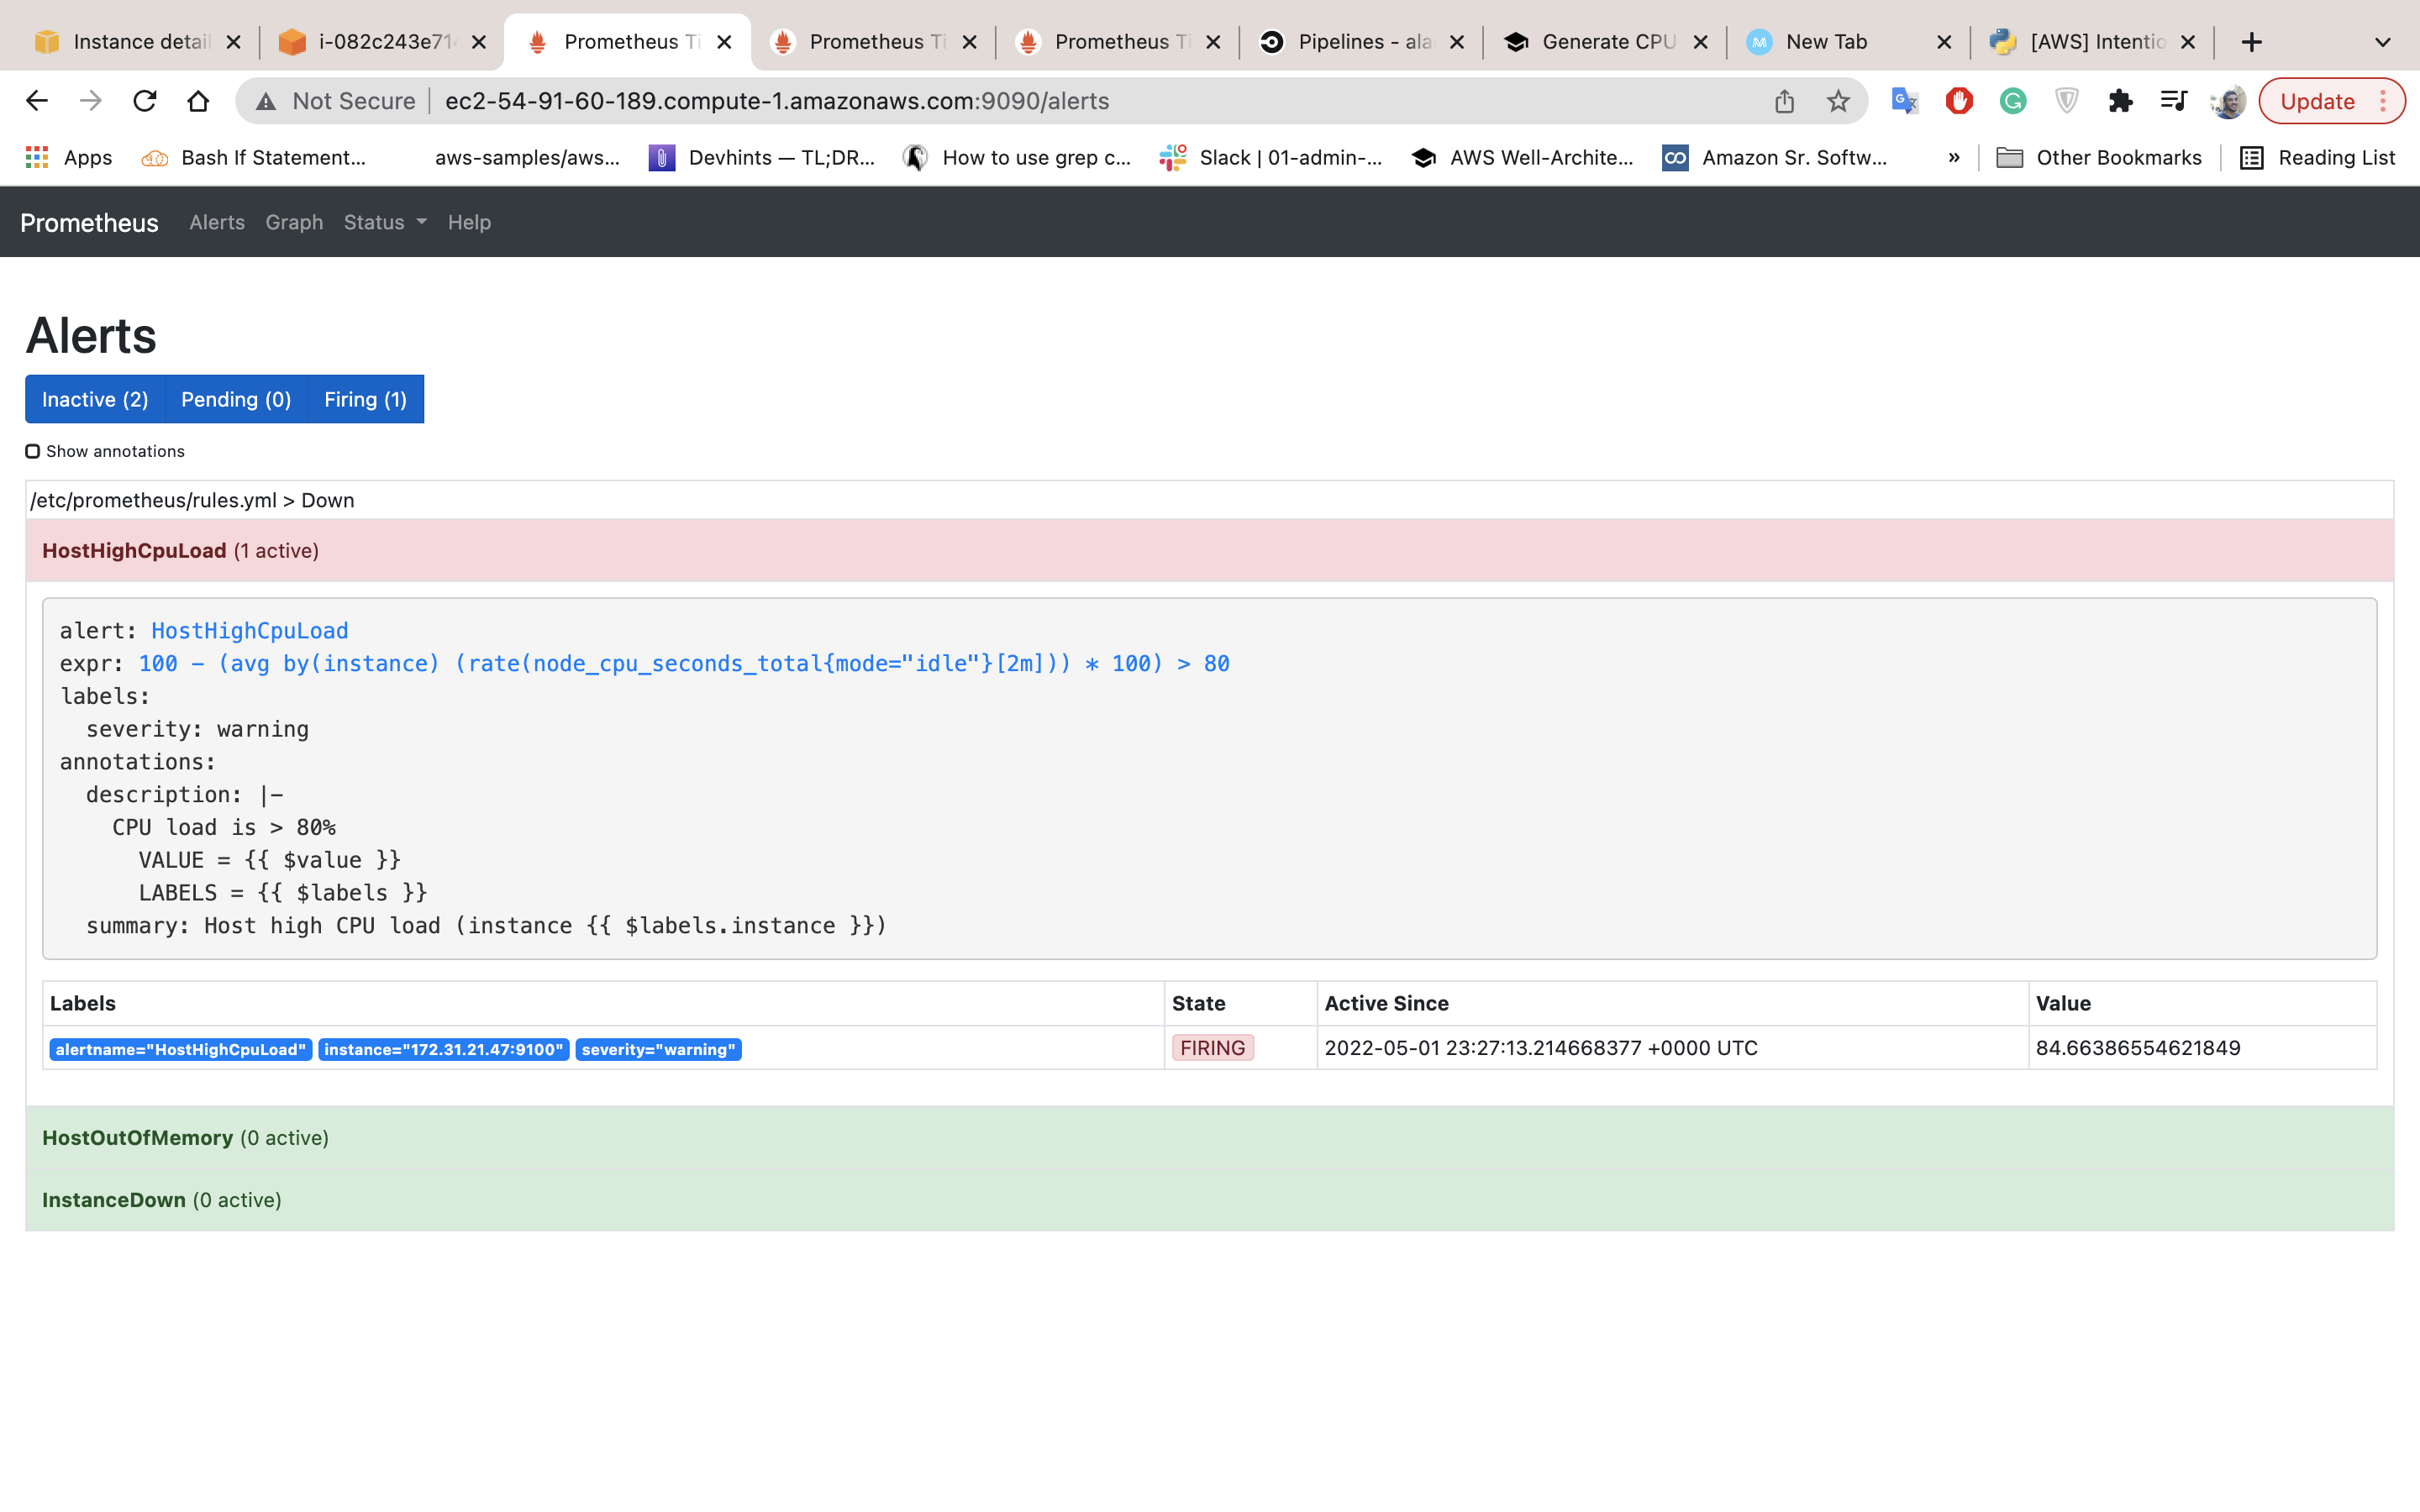 Instance detail
i-082c243e714
Prometheus Ti
Prometheus Ti
Prometheus Ti
Pipelines - ala
Generate CPU
New Tab
[AWS] Intentio
Not Secure
ec2-54-91-60-189.compute-1.amazonaws.com:9090/alerts
Update
Apps
Bash If Statement...
aws-samples/aws...
Devhints — TL;DR...
How to use grep c...
Slack | 01-admin-...
AWS Well-Archite...
Amazon Sr. Softw...
»
Other Bookmarks
Reading List
Prometheus
Alerts
Graph
Status
Help
Alerts
Inactive (2)
Pending (0)
Firing (1)
Show annotations
/etc/prometheus/rules.yml > Down
HostHighCpuLoad (1 active)
alert: HostHighCpuLoad
expr: 100 - (avg by(instance) (rate(node_cpu_seconds_total{mode="idle"}[2m])) * 100) > 80
labels:
severity: warning
annotations:
description: |-
CPU load is > 80%
VALUE = {{ $value }}
LABELS = {{ $labels }}
summary: Host high CPU load (instance {{ $labels.instance }})
Labels
State
Active Since
Value
alertname="HostHighCpuLoad"
instance="172.31.21.47:9100"
severity="warning"
FIRING
2022-05-01 23:27:13.214668377 +0000 UTC
84.66386554621849
HostOutOfMemory (0 active)
InstanceDown (0 active)